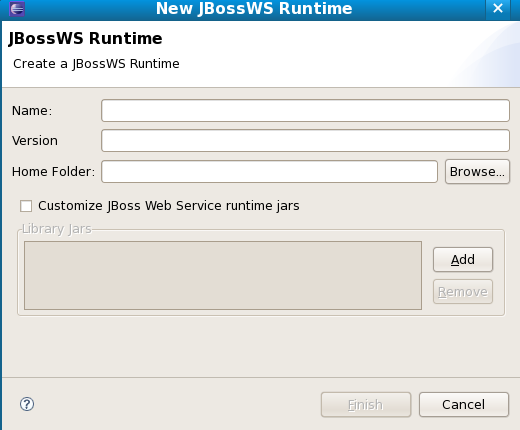 New JBossWS Runtime
JBossWS Runtime
Create a JBossWS Runtime
Name:
Version
Home Folder:
Browse...
Customize JBoss Web Service runtime jars
Library Jars
Add
Remove
?
Finish
Cancel